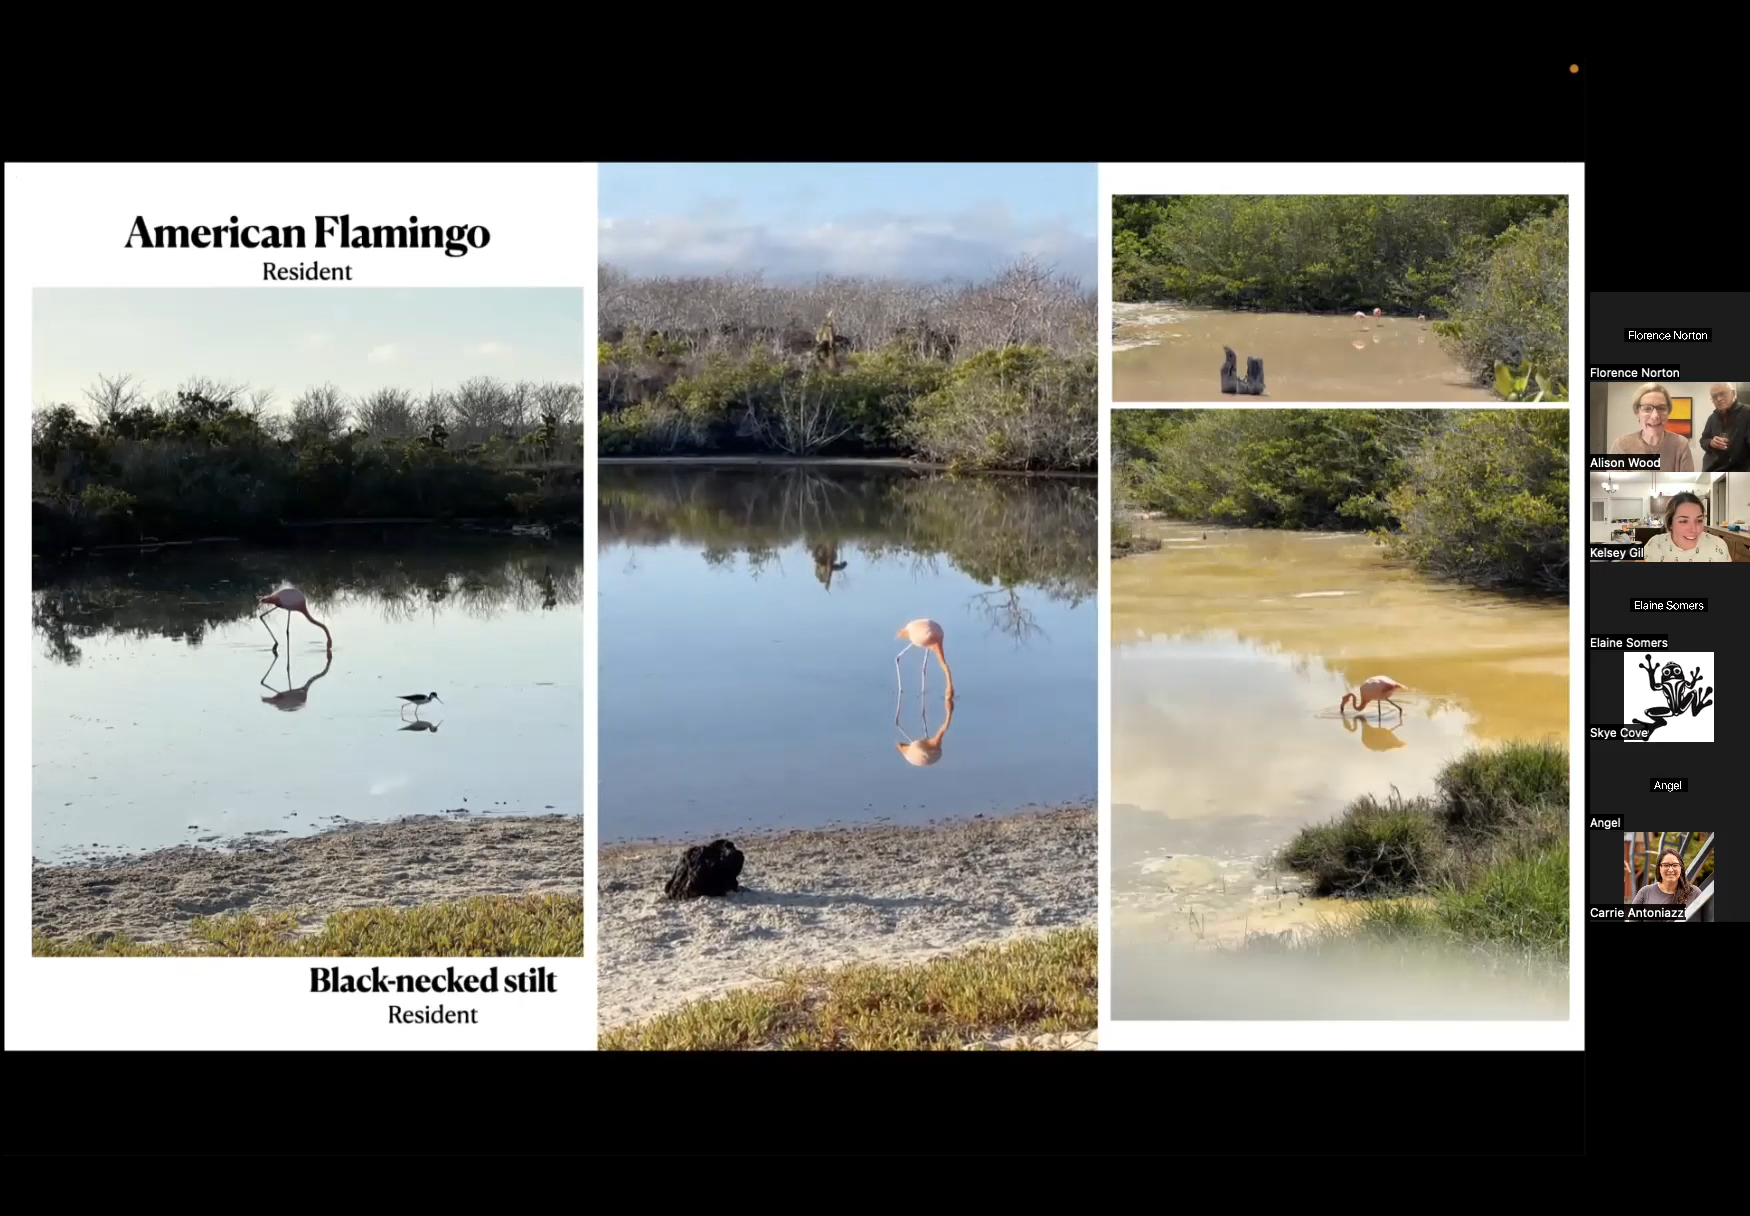 American Flamingo
Resident
Black-necked stilt
Resident
Florence Norton
Florence Norton
Alison Wood
Kelsey Gil
Elaine Somers
Elaine Somers
Skye Cove
Angel
Angel
Carrie Antoniazzi